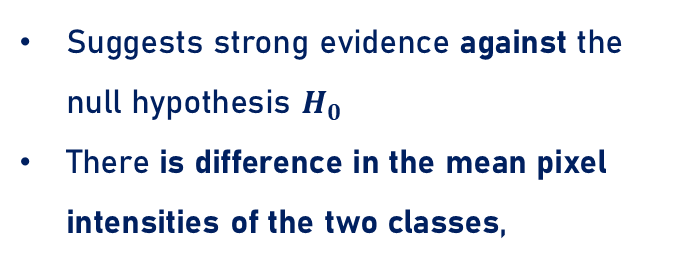 • Suggests strong evidence against the
null hypothesis H₀
• There is difference in the mean pixel
intensities of the two classes,